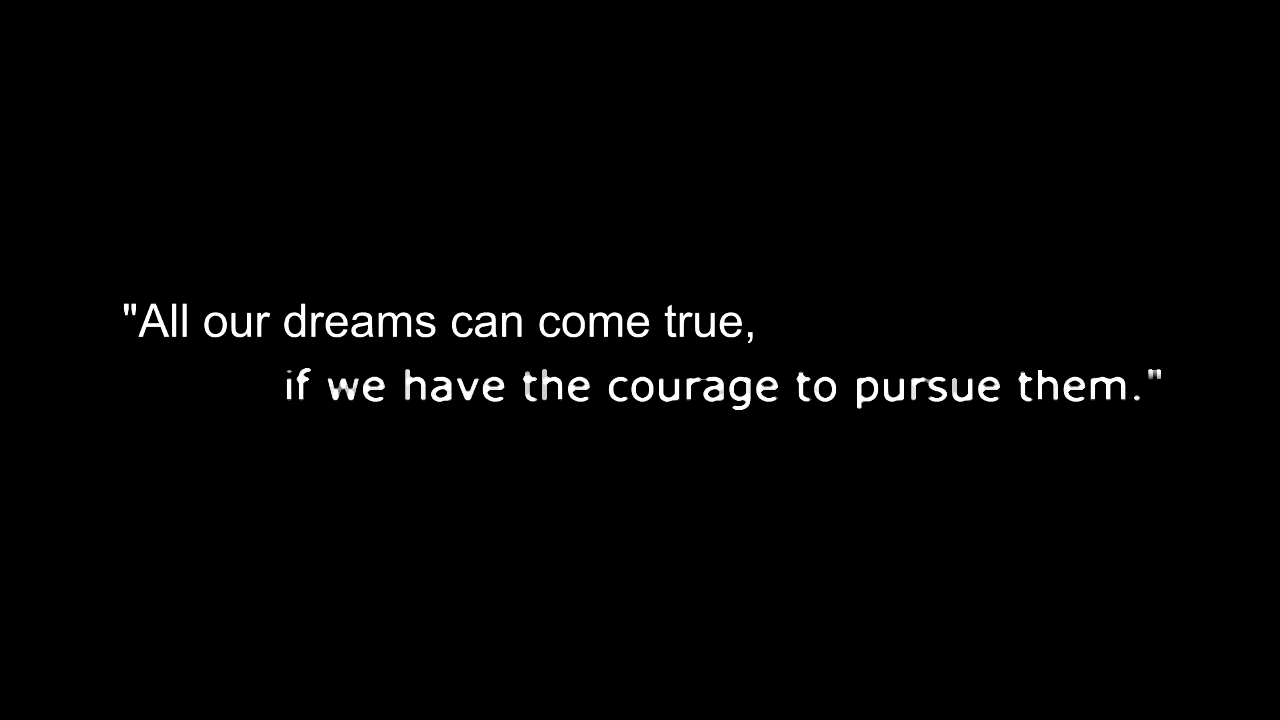 "All our dreams can come true,
if we have the courage to pursue them."